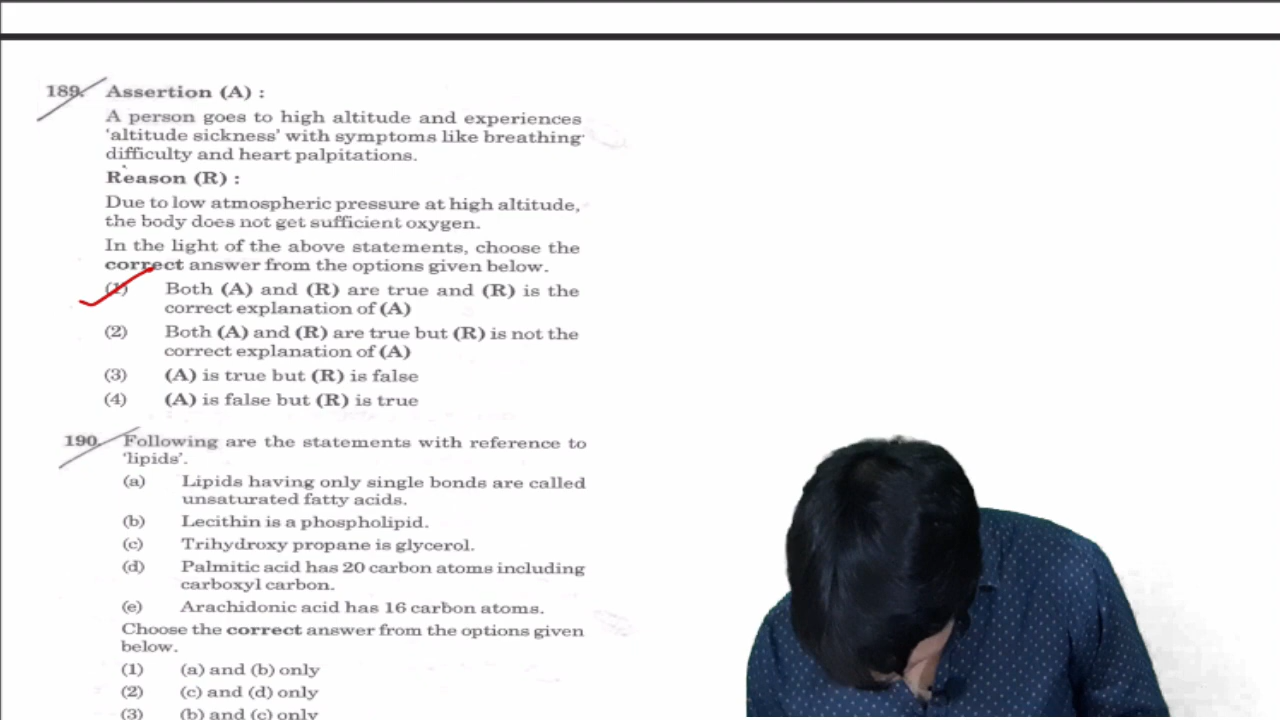 189. Assertion (A) :
A person goes to high altitude and experiences
'altitude sickness' with symptoms like breathing
difficulty and heart palpitations.
Reason (R) :
Due to low atmospheric pressure at high altitude,
the body does not get sufficient oxygen.
In the light of the above statements, choose the
correct answer from the options given below.
(1) Both (A) and (R) are true and (R) is the
correct explanation of (A)
(2) Both (A) and (R) are true but (R) is not the
correct explanation of (A)
(3) (A) is true but (R) is false
(4) (A) is false but (R) is true
190. Following are the statements with reference to
'lipids'.
(a) Lipids having only single bonds are called
unsaturated fatty acids.
(b) Lecithin is a phospholipid.
(c) Trihydroxy propane is glycerol.
(d) Palmitic acid has 20 carbon atoms including
carboxyl carbon.
(e) Arachidonic acid has 16 carbon atoms.
Choose the correct answer from the options given
below.
(1) (a) and (b) only
(2) (c) and (d) only
(3) (b) and (c) only